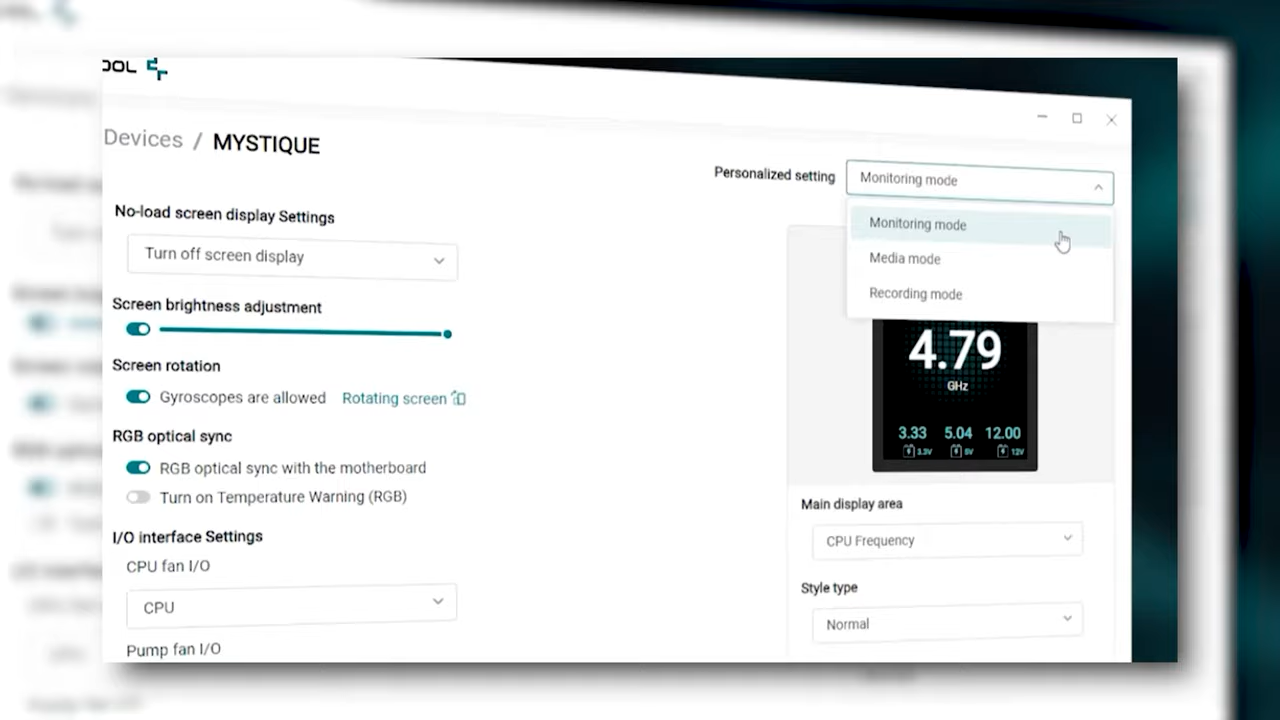 OOL
Devices / MYSTIQUE
Personalized setting
Monitoring mode
Monitoring mode
Media mode
Recording mode
No-load screen display Settings
Turn off screen display
Screen brightness adjustment
Screen rotation
Gyroscopes are allowed Rotating screen
RGB optical sync
RGB optical sync with the motherboard
Turn on Temperature Warning (RGB)
I/O interface Settings
CPU fan I/O
CPU
Pump fan I/O
4.79
GHz
3.33 5.04 12.00
3.3V 5V 12V
Main display area
CPU Frequency
Style type
Normal